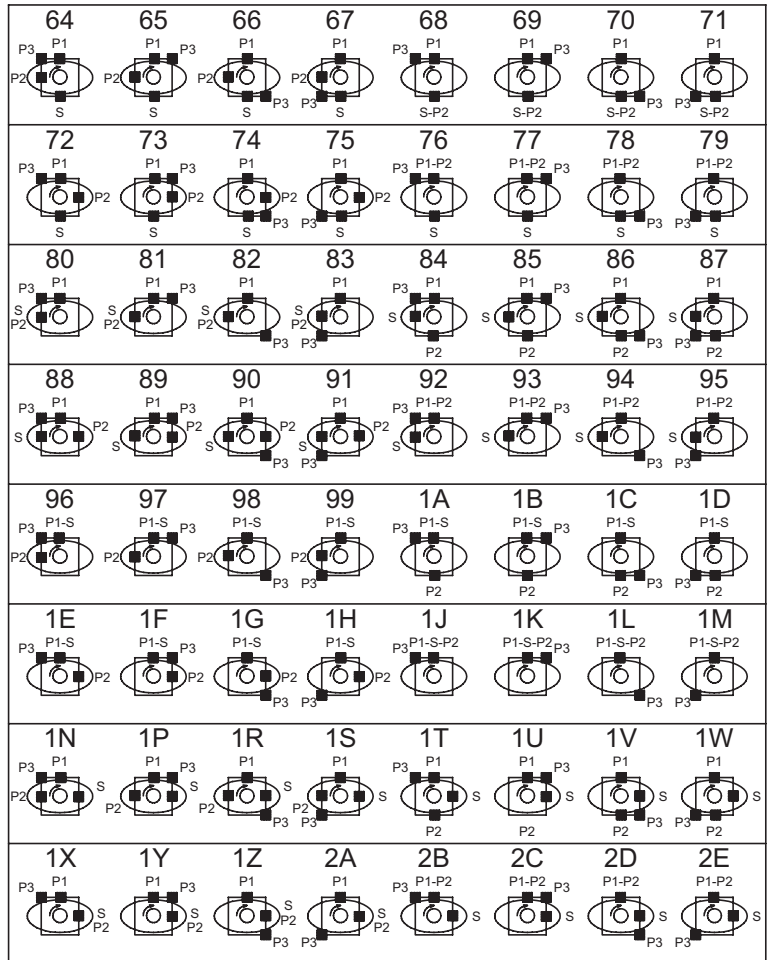 64 65 66 67 68 69 70 71
P3 P1 P1 P3 P1 P1 P3 P1 P1 P3 P1 P1
P2 P2 P2 P2
P3 P3 P3 P3
S S S S S-P2 S-P2 S-P2 S-P2
72 73 74 75 76 77 78 79
P3 P1 P1 P3 P1 P1 P3 P1-P2 P1-P2 P3 P1-P2 P1-P2
P2 P2 P2 P2
P3 P3 P3 P3
S S S S S S S S
80 81 82 83 84 85 86 87
P3 P1 P1 P3 P1 P1 P3 P1 P1 P3 P1 P1
S S S S S S S S
P2 P2 P2 P2
P3 P3 P3 P3
P2 P2 P2 P2
88 89 90 91 92 93 94 95
P3 P1 P1 P3 P1 P1 P3 P1-P2 P1-P2 P3 P1-P2 P1-P2
P2 P2 P2 P2
S S S S S S S S
P3 P3 P3 P3
96 97 98 99 1A 1B 1C 1D
P3 P1-S P1-S P3 P1-S P1-S P3 P1-S P1-S P3 P1-S P1-S
P2 P2 P2 P2
P3 P3 P3 P3
P2 P2 P2 P2
1E 1F 1G 1H 1J 1K 1L 1M
P3 P1-S P1-S P3 P1-S P1-S P3 P1-S-P2 P1-S-P2 P3 P1-S-P2 P1-S-P2
P2 P2 P2 P2
P3 P3 P3 P3
1N 1P 1R 1S 1T 1U 1V 1W
P3 P1 P1 P3 P1 P1 P3 P1 P1 P3 P1 P1
S S S S S S S S
P2 P2 P2 P2
P3 P3 P3 P3
P2 P2 P2 P2
1X 1Y 1Z 2A 2B 2C 2D 2E
P3 P1 P1 P3 P1 P1 P3 P1-P2 P1-P2 P3 P1-P2 P1-P2
S S S S S S S S
P2 P2 P2 P2
P3 P3 P3 P3